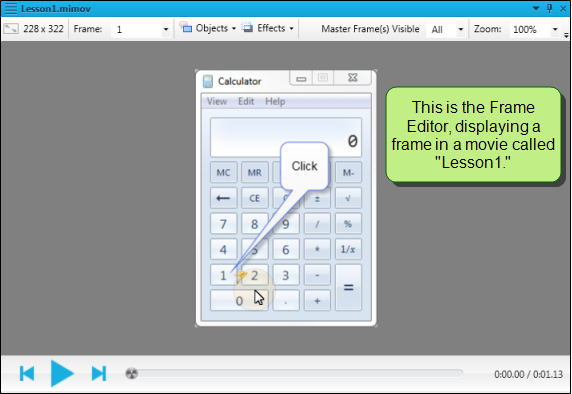 Lesson1.mimov
228 x 322 Frame: 1 Objects Effects Master Frame(s) Visible All Zoom: 100%
Calculator
View Edit Help
0
This is the Frame
Editor, displaying a
frame in a movie called
"Lesson1."
Click
MC MR M-
← CE ± √
7 8 9 / %
4 5 6 * 1/x
1 2 3 - =
0 . +
0:00.00 / 0:01.13